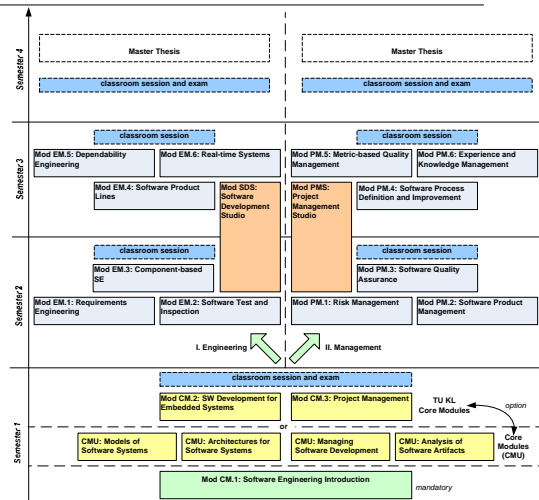 Semester 4
Master Thesis
Master Thesis
classroom session and exam
classroom session and exam
Semester 3
classroom session
classroom session
Mod EM.5: Dependability
Engineering
Mod EM.6: Real-time Systems
Mod PM.5: Metric-based Quality
Management
Mod PM.6: Experience and
Knowledge Management
Mod EM.4: Software Product
Lines
Mod SDS:
Software
Development
Studio
Mod PMS:
Project
Management
Studio
Mod PM.4: Software Process
Definition and Improvement
Semester 2
classroom session
classroom session
Mod EM.3: Component-based
SE
Mod PM.3: Software Quality
Assurance
Mod EM.1: Requirements
Engineering
Mod EM.2: Software Test and
Inspection
Mod PM.1: Risk Management
Mod PM.2: Software Product
Management
I. Engineering
II. Management
Semester 1
classroom session and exam
Mod CM.2: SW Development for
Embedded Systems
Mod CM.3: Project Management
TU KL
Core Modules
option
or
CMU: Models of
Software Systems
CMU: Architectures for
Software Systems
CMU: Managing
Software Development
CMU: Analysis of
Software Artifacts
Core
Modules
(CMU)
Mod CM.1: Software Engineering Introduction
mandatory